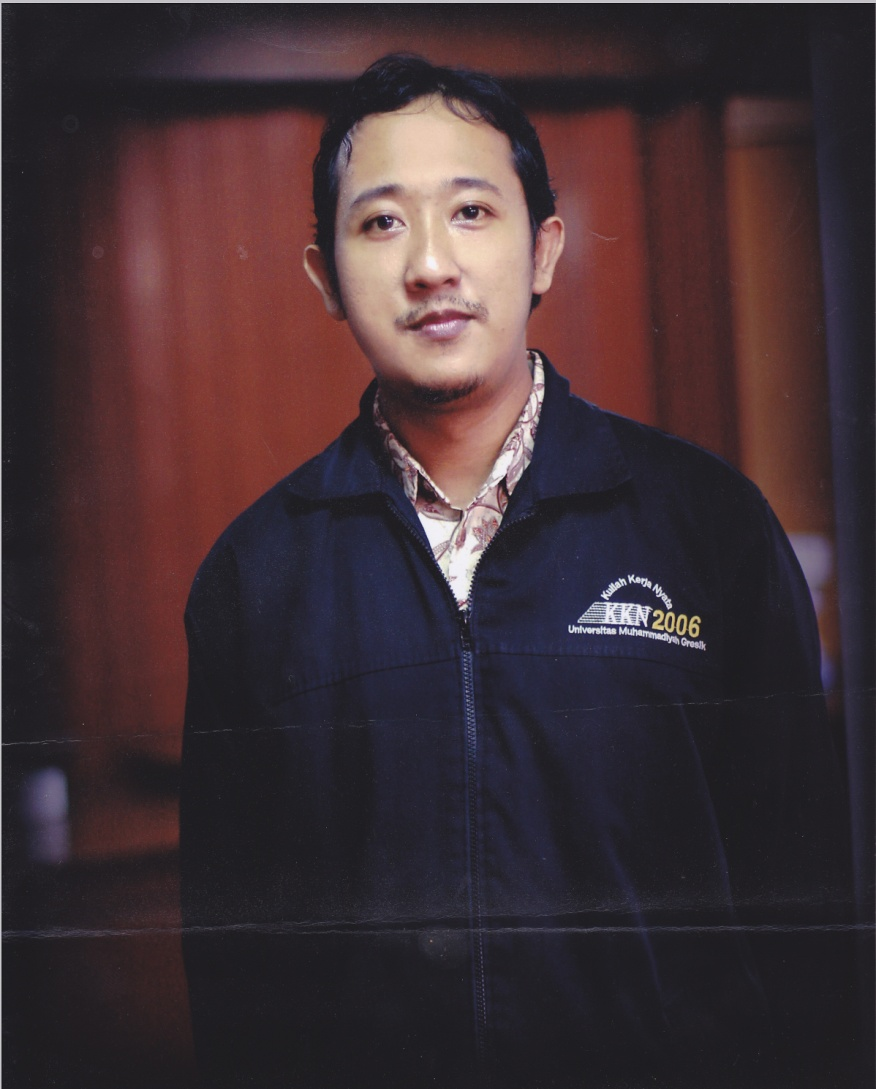 Kuliah Kerja Nyata
KKN 2006
Universitas Muhammadiyah Gresik